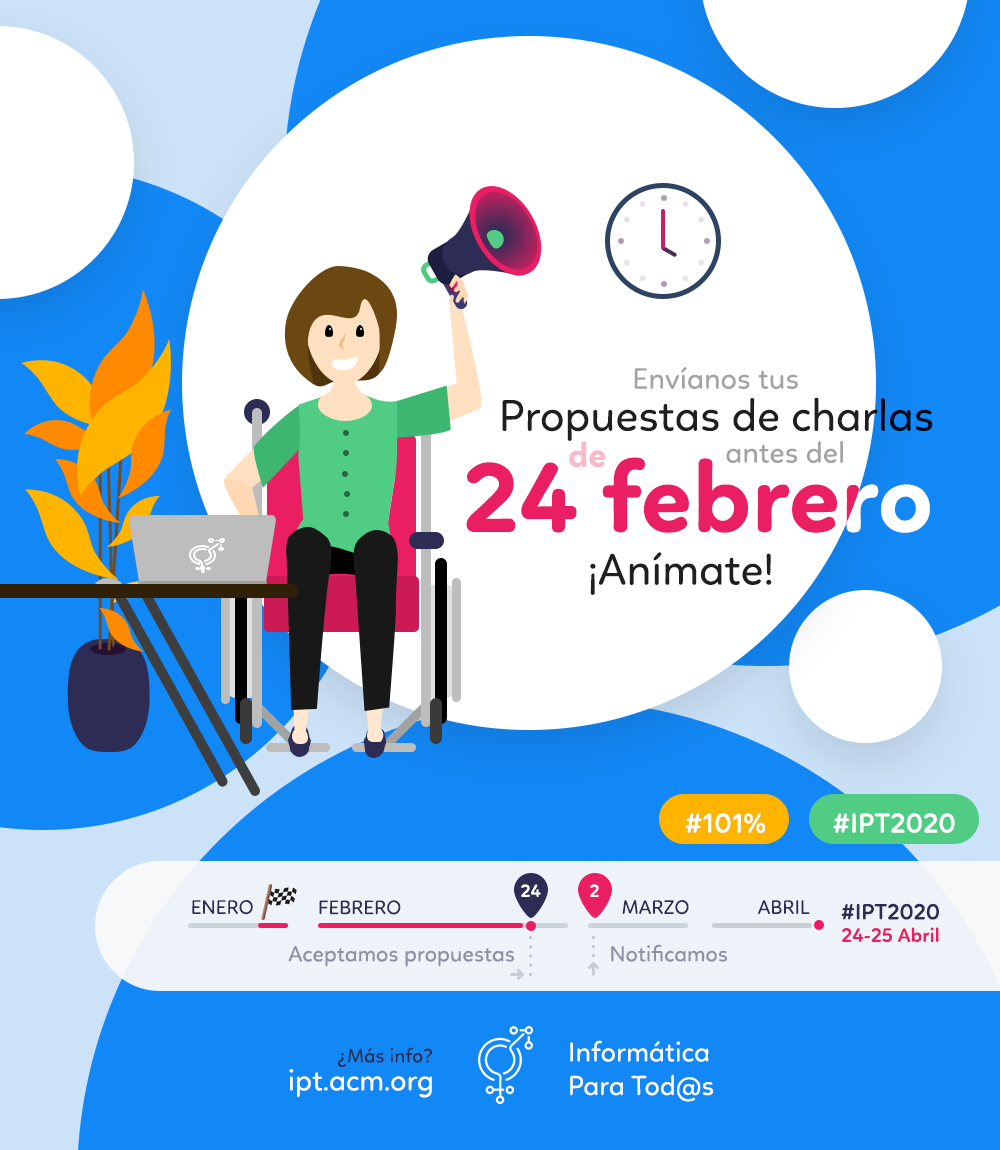 Envíanos tus
Propuestas de charlas
de antes del
24 febrero
¡Anímate!
#101% #IPT2020
ENERO FEBRERO 24 2 MARZO ABRIL #IPT2020
24-25 Abril
Aceptamos propuestas Notificamos
¿Más info?
ipt.acm.org
Informática
Para Tod@s